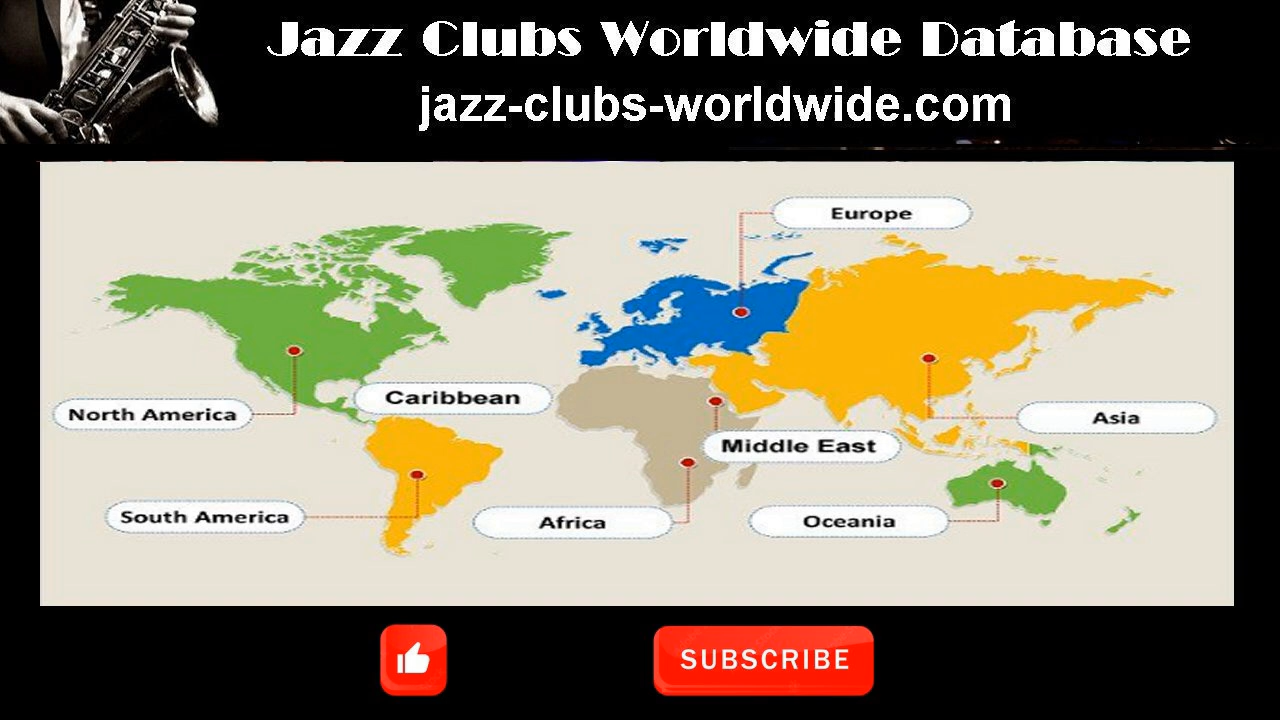 Jazz Clubs Worldwide Database
jazz-clubs-worldwide.com
Europe
Caribbean
North America
Asia
Middle East
South America
Africa
Oceania
SUBSCRIBE